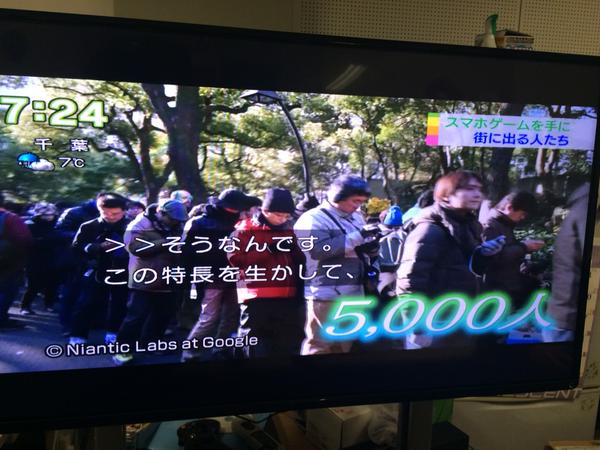 7:24
千葉
7℃
スマホゲームを手に
街に出る人たち
>>そうなんです。
この特長を生かして、
5,000人
© Niantic Labs at Google